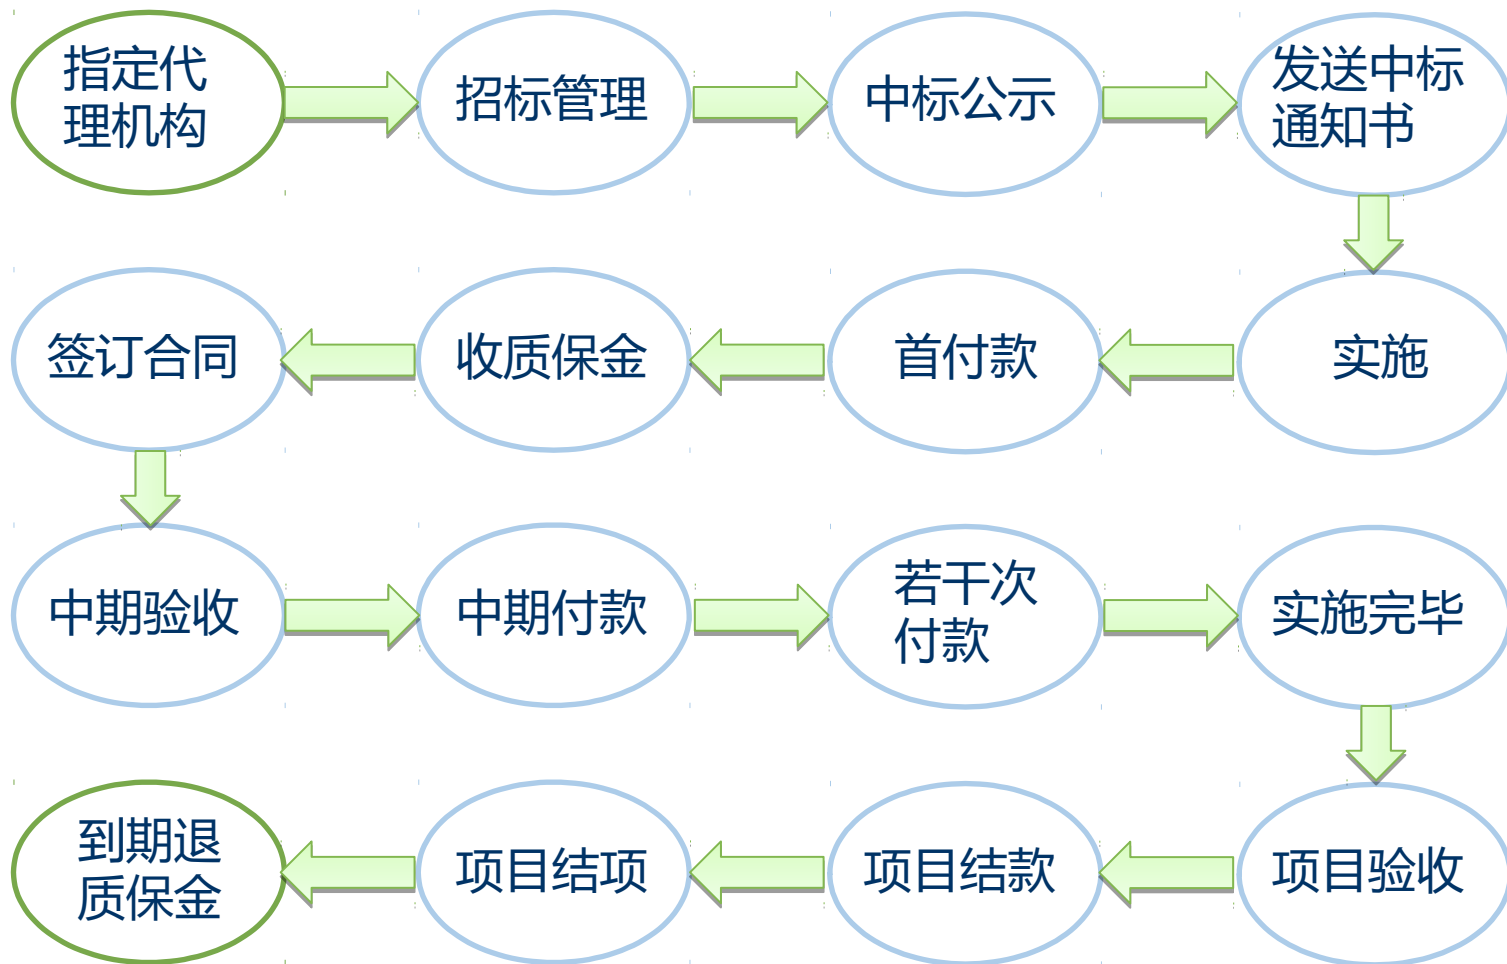 指定代
理机构
招标管理
中标公示
发送中标
通知书
签订合同
收质保金
首付款
实施
中期验收
中期付款
若干次
付款
实施完毕
到期退
质保金
项目结项
项目结款
项目验收